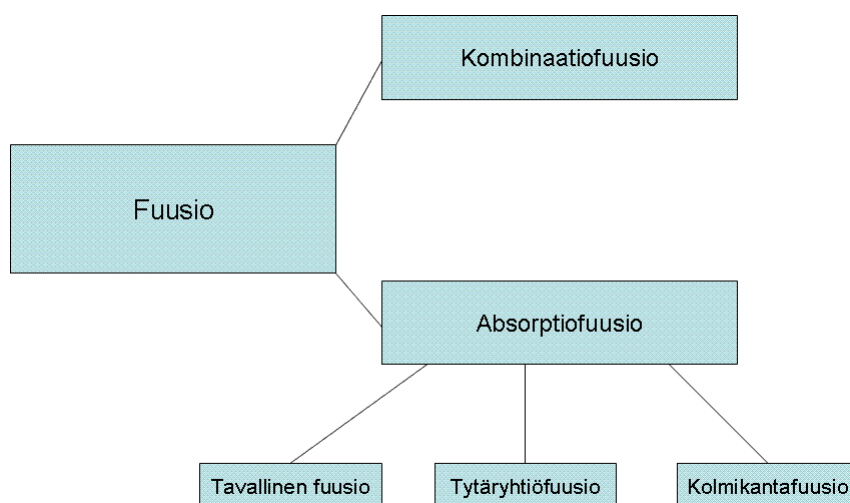 Kombinaatiofuusio
Fuusio
Absorptiofuusio
Tavallinen fuusio
Tytäryhtiöfuusio
Kolmikantafuusio